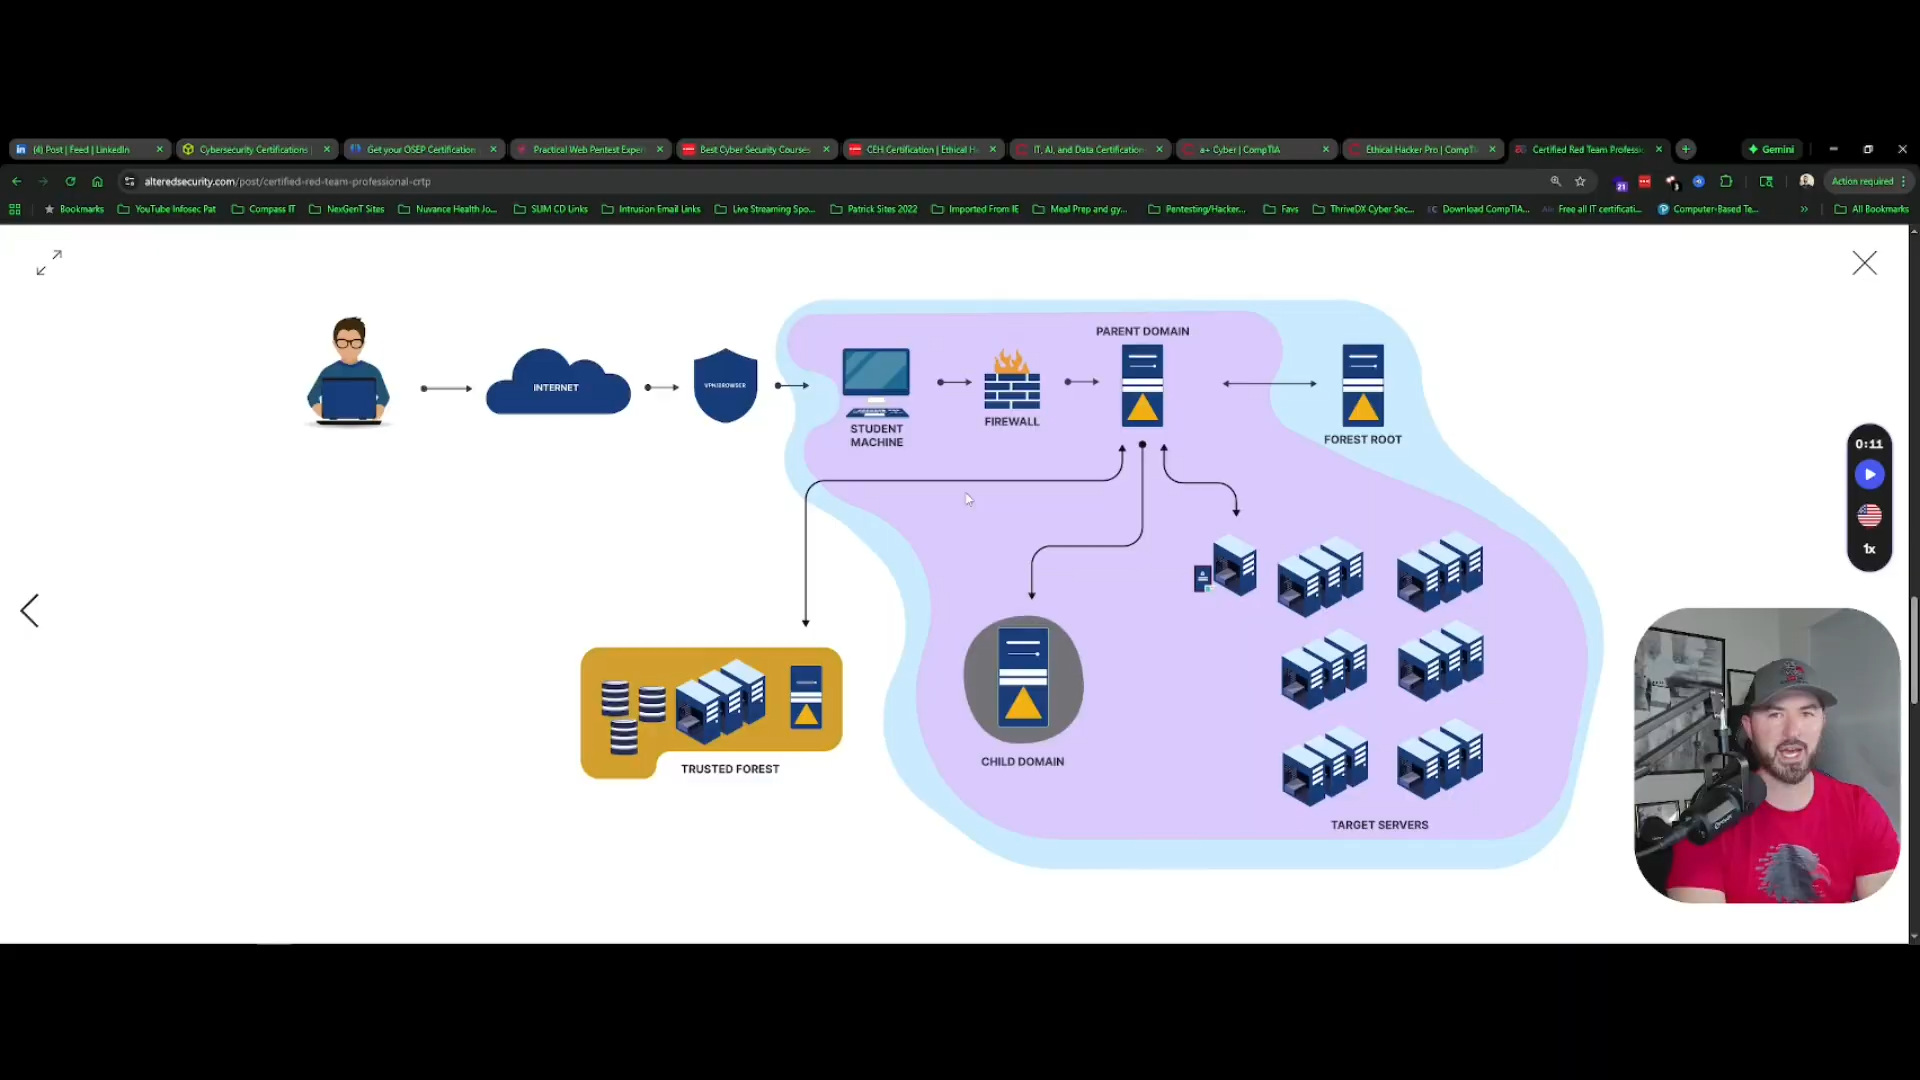 (4) Post | Feed | LinkedIn
Cybersecurity Certifications |
Get your OSEP Certification
Practical Web Pentest Exper
Best Cyber Security Courses
CEH Certification | Ethical H
IT, AI, and Data Certification
a+ Cyber | CompTIA
Ethical Hacker Pro | CompTI
Certified Red Team Professi
Gemini
alteredsecurity.com/post/certified-red-team-professional-crtp
21
Action required
Bookmarks
YouTube Infosec Pat
Compass IT
NexGenT Sites
Nuvance Health Jo...
SLIM CD Links
Intrusion Email Links
Live Streaming Spo...
Patrick Sites 2022
Imported From IE
Meal Prep and gy...
Pentesting/Hacker...
Favs
ThriveDX Cyber Sec...
Download CompTIA...
Free all IT certificati...
Computer-Based Te...
All Bookmarks
PARENT DOMAIN
INTERNET
VPN/BROWSER
STUDENT
MACHINE
FIREWALL
FOREST ROOT
0:11
1x
TRUSTED FOREST
CHILD DOMAIN
TARGET SERVERS